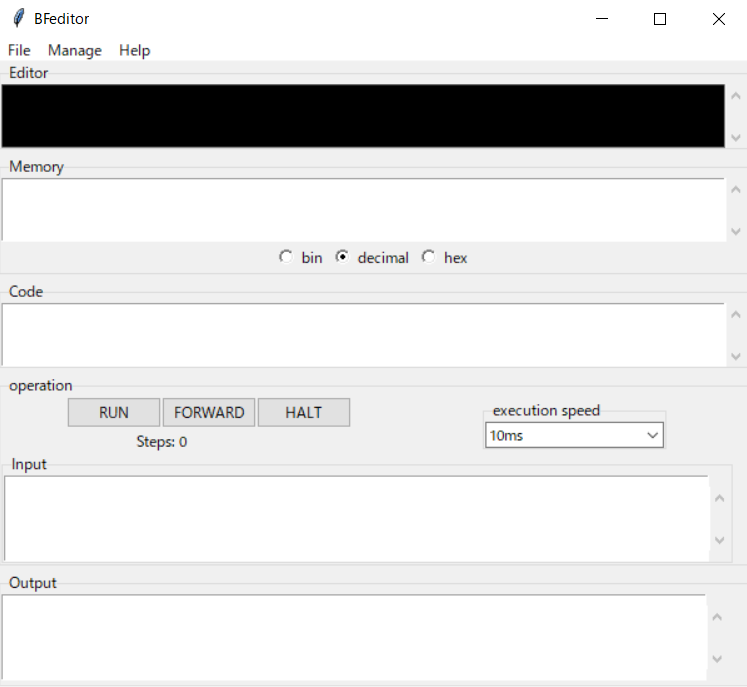 BFeditor
File Manage Help
Editor
Memory
bin decimal hex
Code
operation
RUN FORWARD HALT
execution speed
10ms
Steps: 0
Input
Output